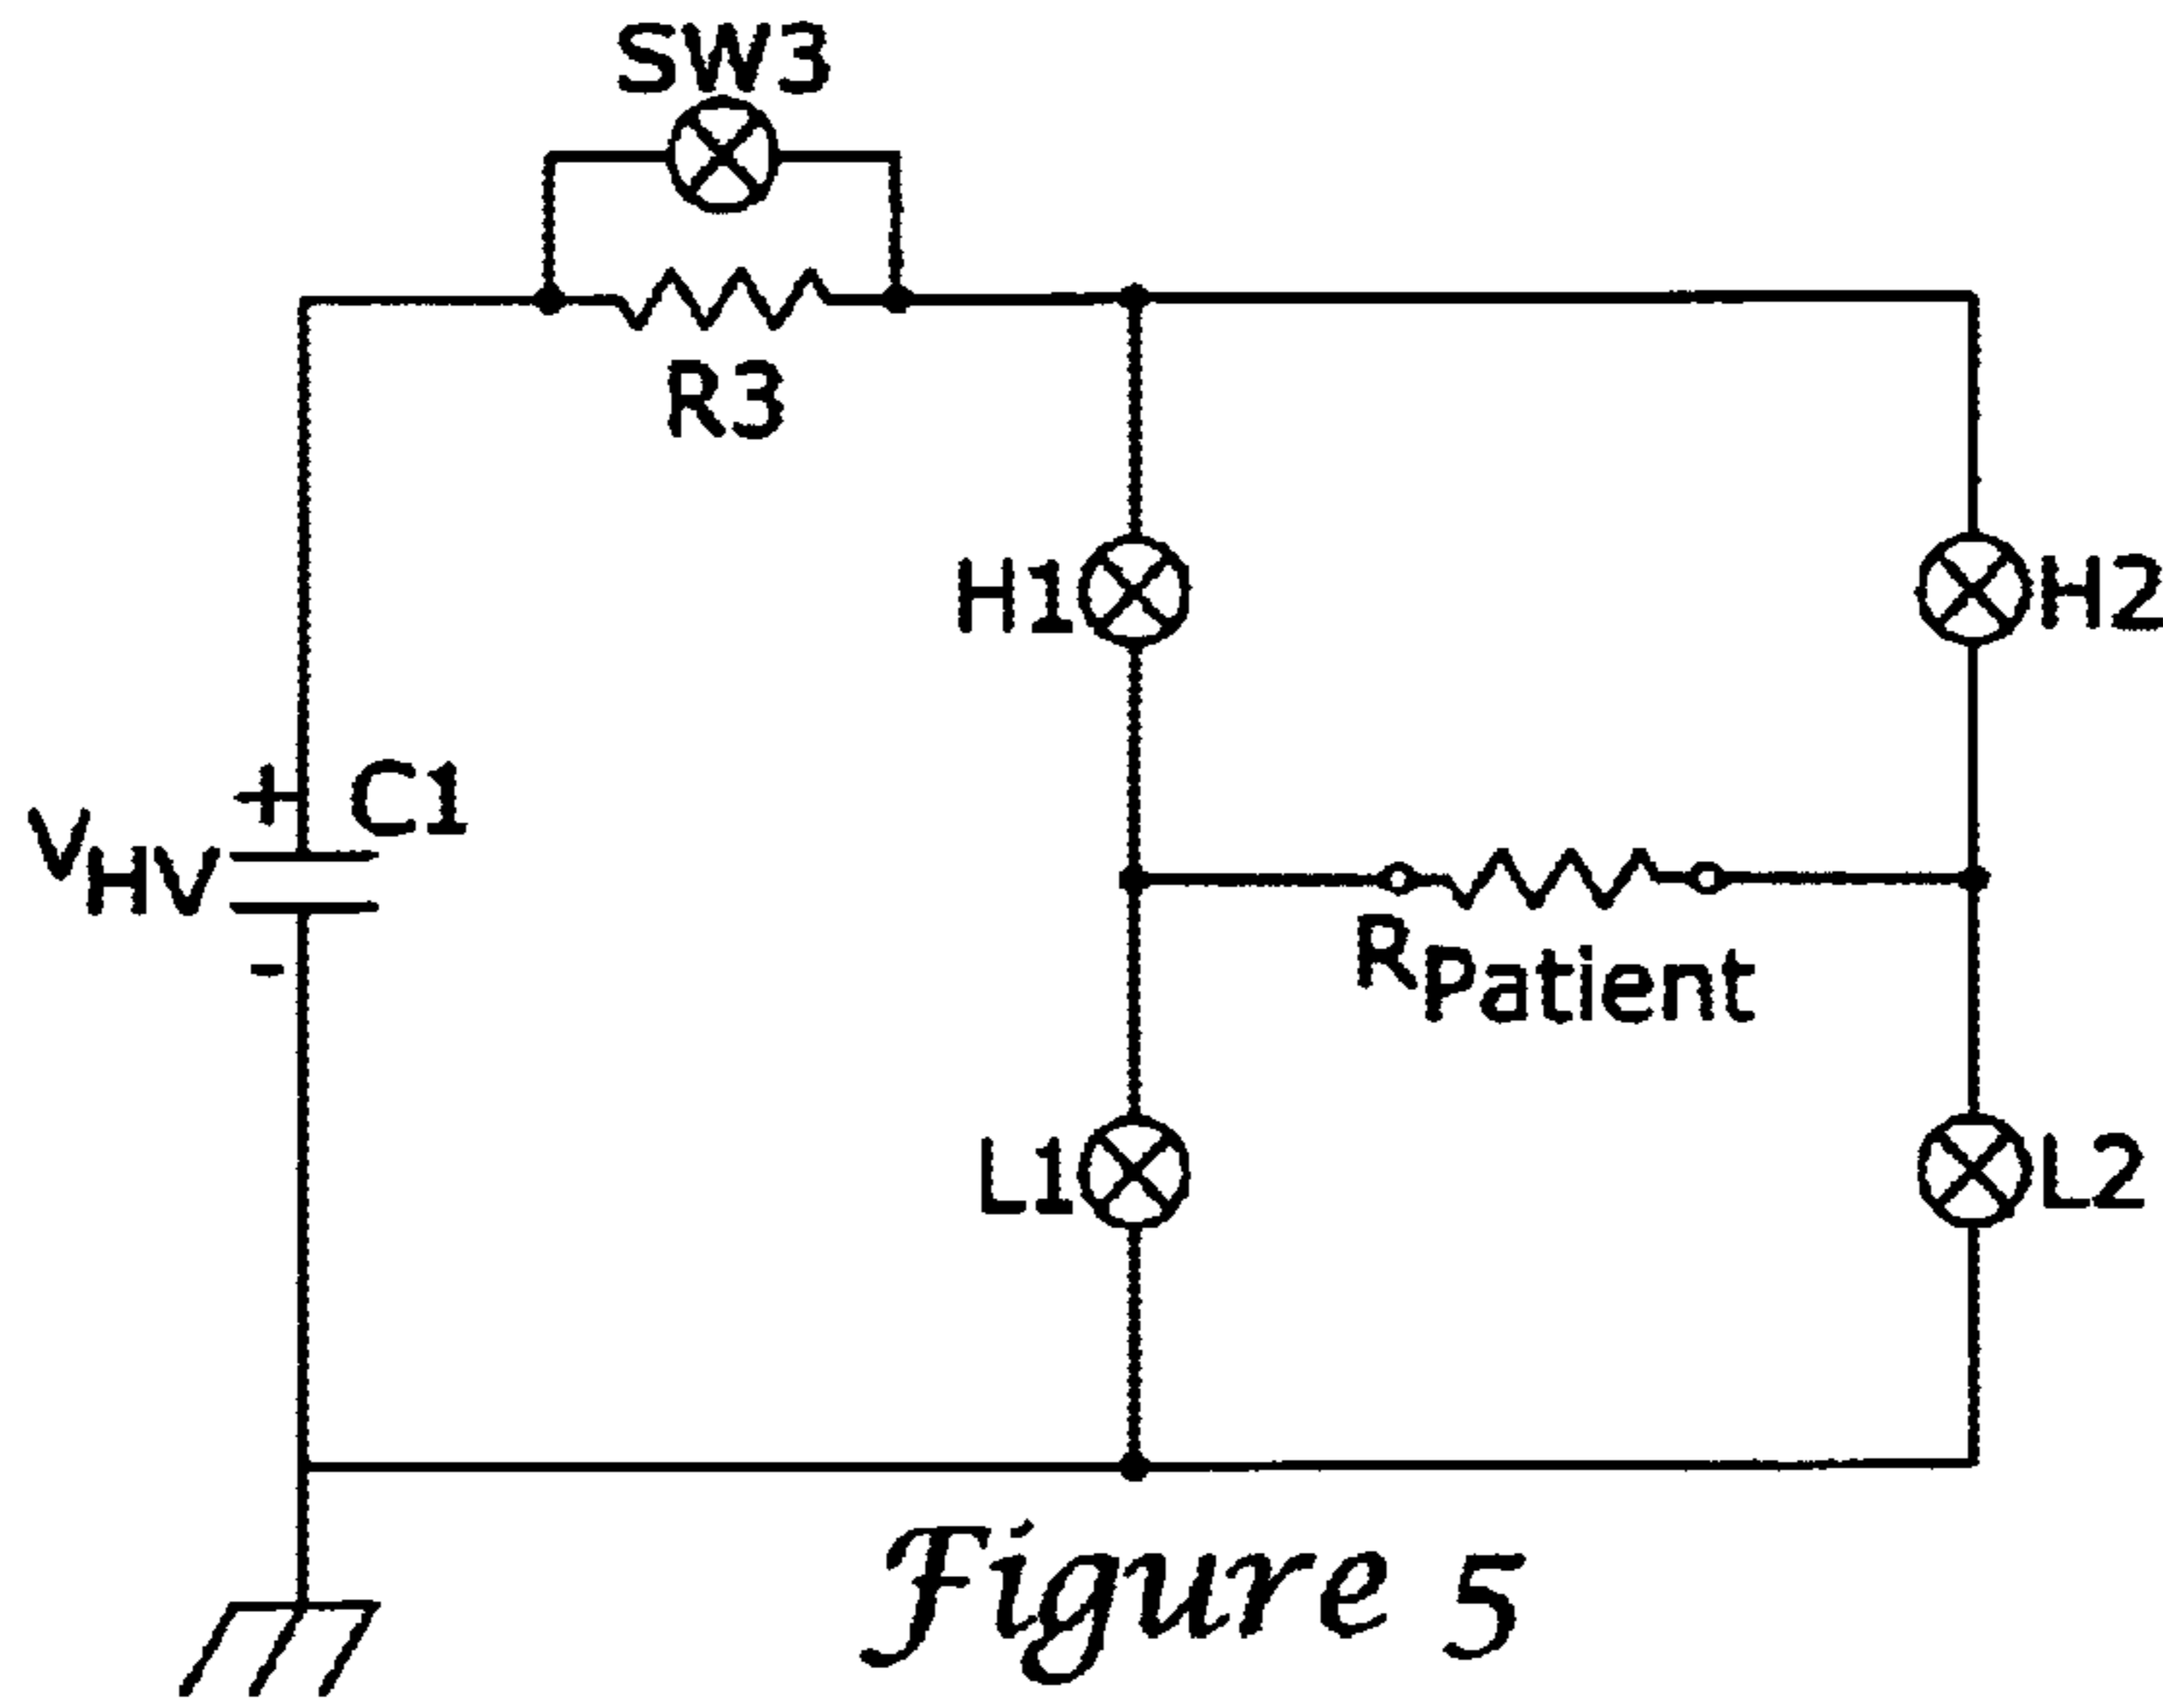 SW3
R3
H1
H2
+
C1
VHV
-
RPatient
L1
L2
Figure 5